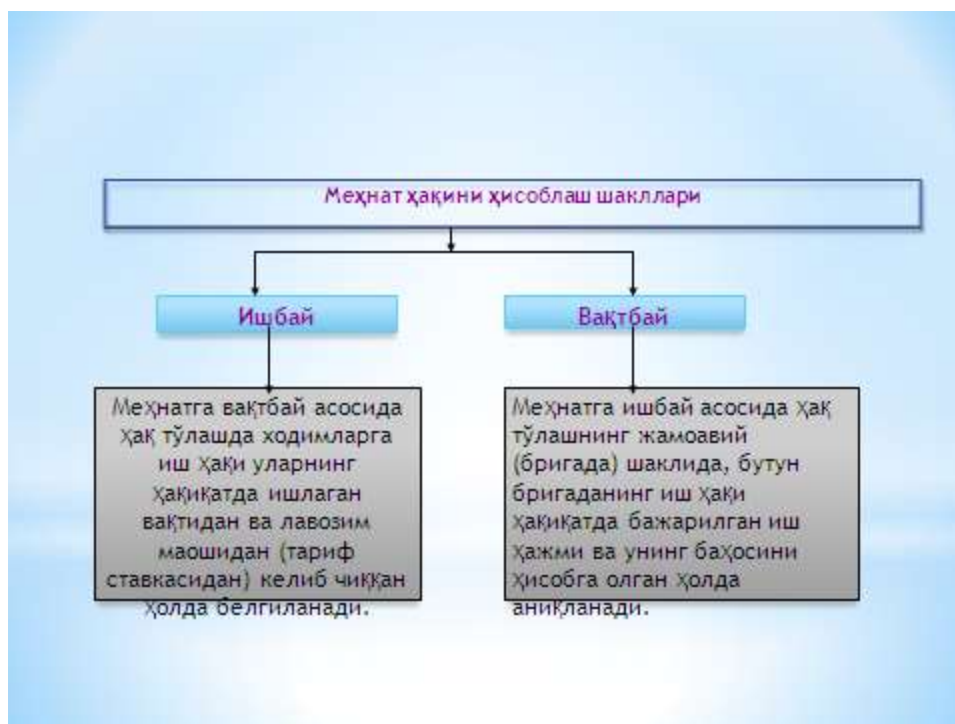 Меҳнат ҳақини ҳисоблаш шакллари
Ишбай
Вақтбай
Меҳнатга вақтбай асосида
ҳақ тўлашда ходимларга
иш ҳақи уларнинг
ҳақиқатда ишлаган
вақтидан ва лавозим
маошидан (тариф
ставкасидан) келиб чиққан
ҳолда белгиланади.
Меҳнатга ишбай асосида ҳақ
тўлашнинг жамоавий
(бригада) шаклида, бутун
бригаданинг иш ҳақи
ҳақиқатда бажарилган иш
ҳажми ва унинг баҳосини
ҳисобга олган ҳолда
аниқланади.